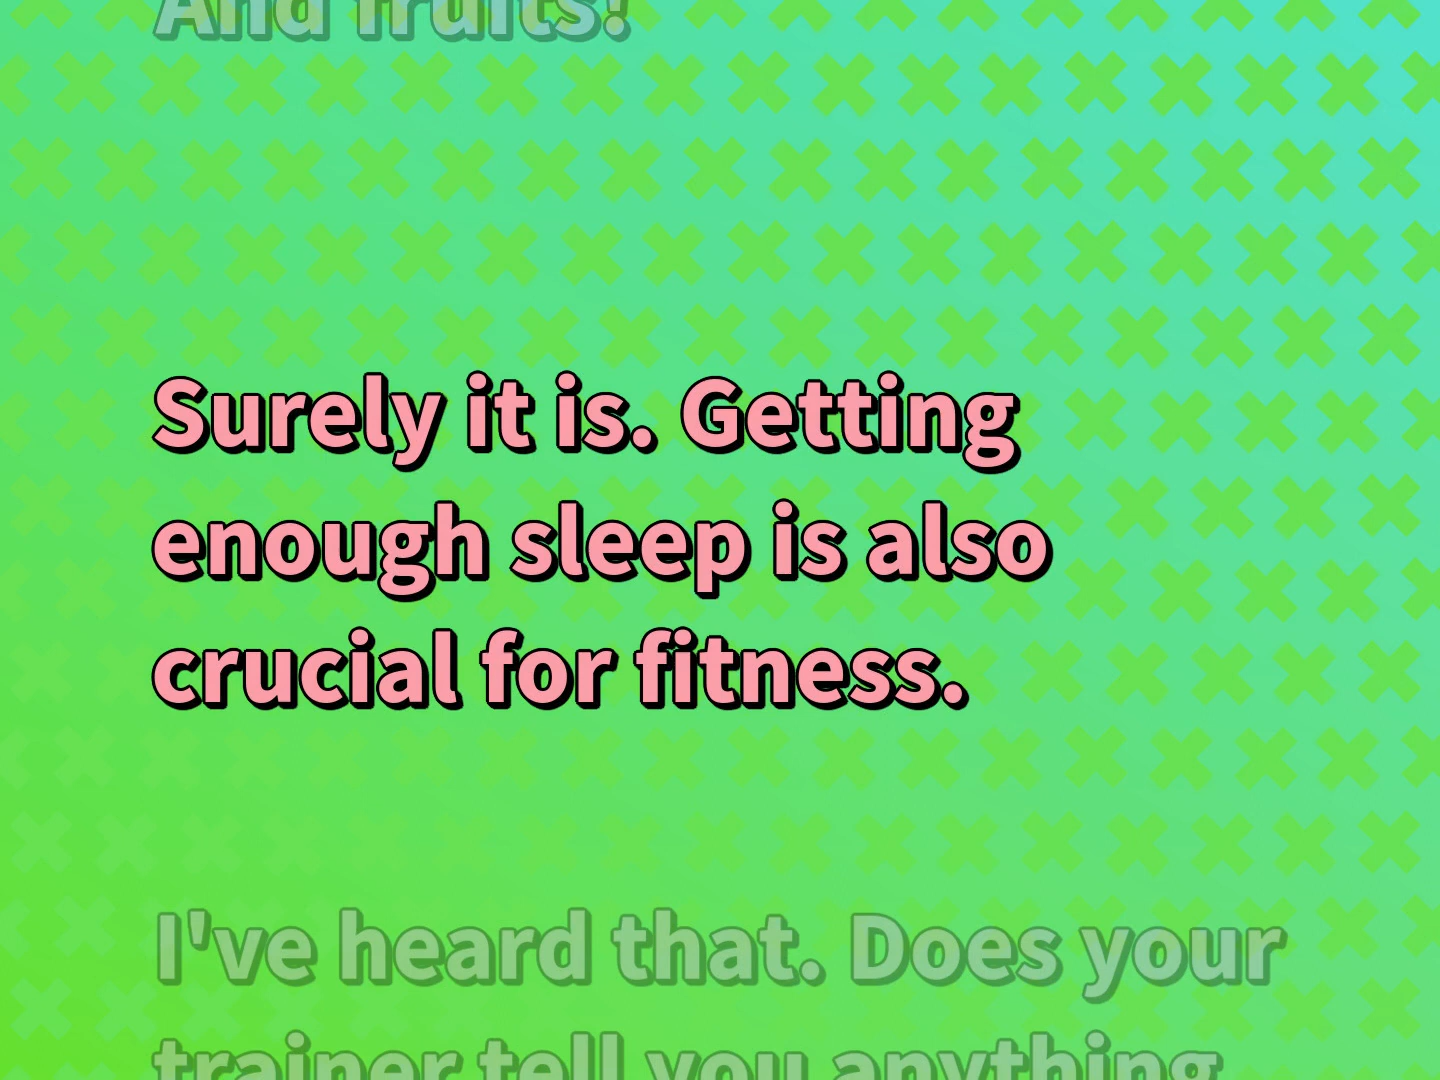 And fruits!
Surely it is. Getting
enough sleep is also
crucial for fitness.
I've heard that. Does your
trainer tell you anything